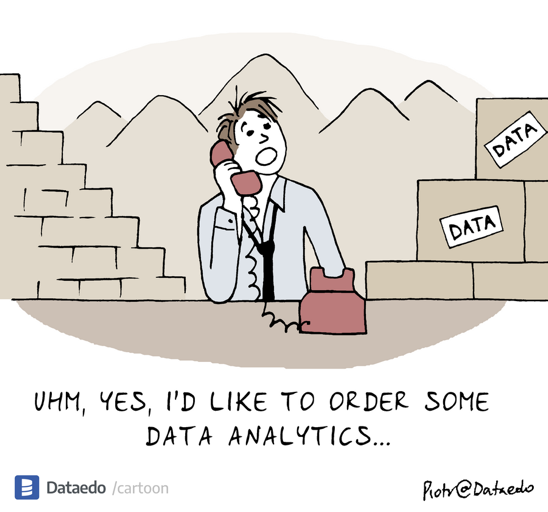 DATA
DATA
UHM, YES, I'D LIKE TO ORDER SOME
DATA ANALYTICS...
Dataedo /cartoon
Piotr@Dataedo